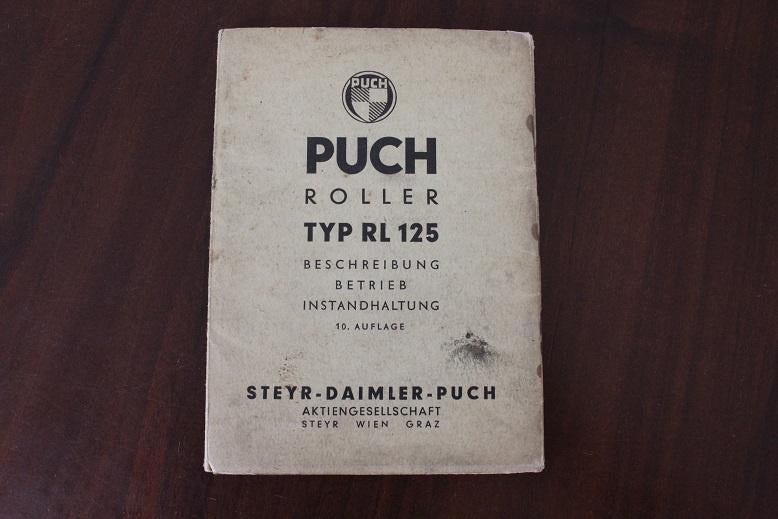 PUCH
PUCH
ROLLER
TYP RL 125
BESCHREIBUNG
BETRIEB
INSTANDHALTUNG
10. AUFLAGE
STEYR-DAIMLER-PUCH
AKTIENGESELLSCHAFT
STEYR WIEN GRAZ